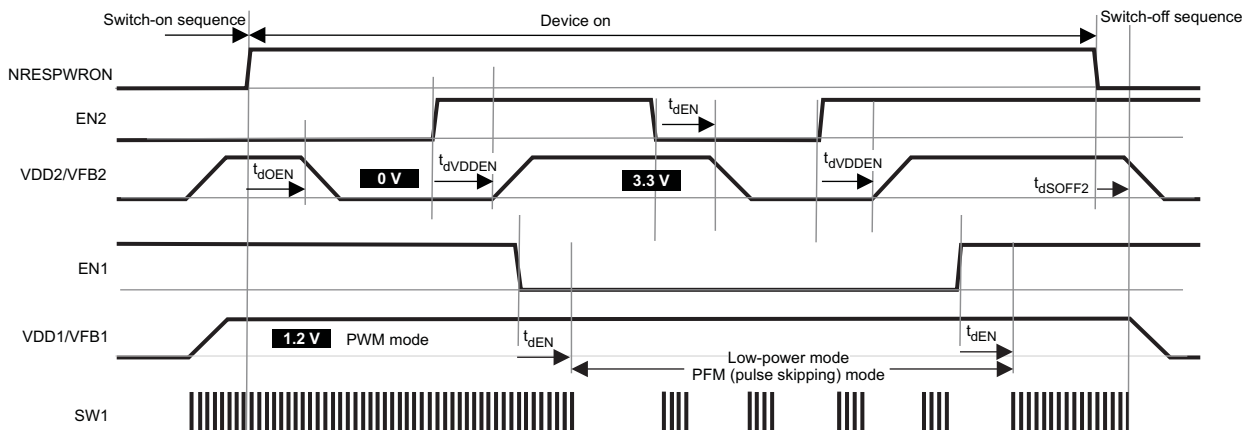 Switch-on sequence
Device on
Switch-off sequence
NRESPWRON
EN2
tdEN
VDD2/VFB2
tdOEN
0 V
tdVDDEN
3.3 V
tdVDDEN
tdSOFF2
EN1
VDD1/VFB1
1.2 V PWM mode
tdEN
Low-power mode
PFM (pulse skipping) mode
tdEN
SW1